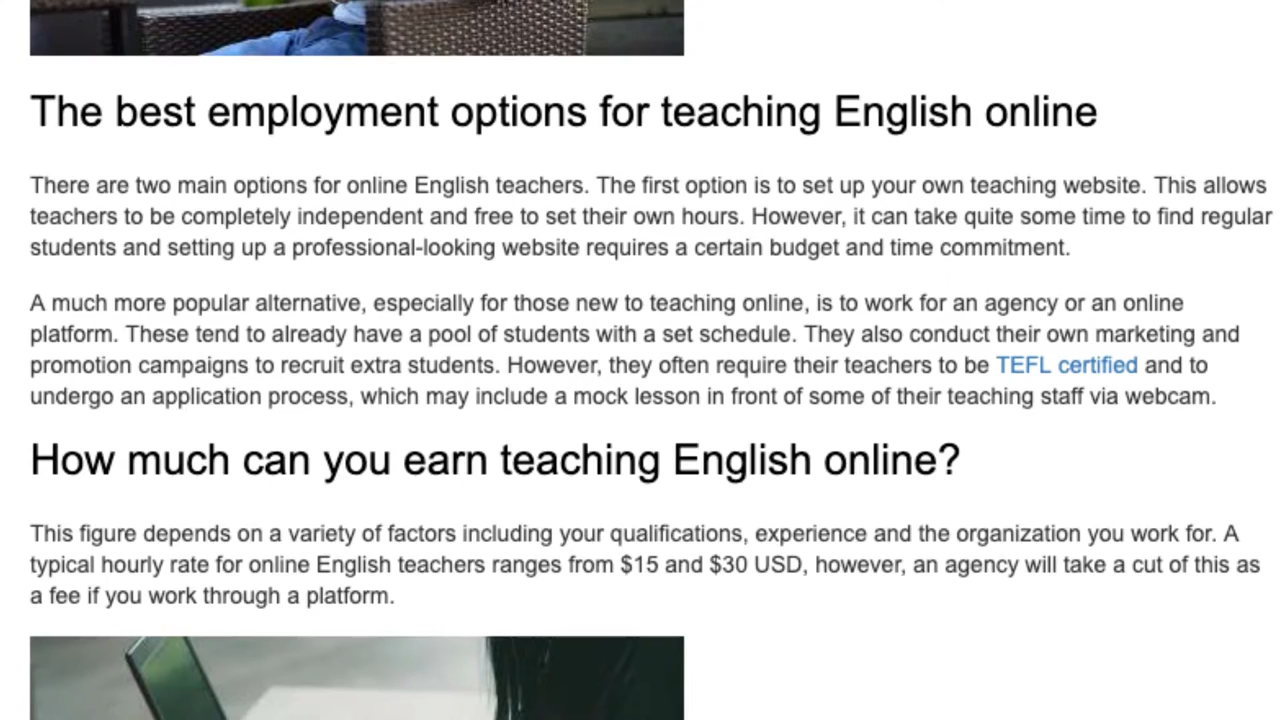 The best employment options for teaching English online
There are two main options for online English teachers. The first option is to set up your own teaching website. This allows
teachers to be completely independent and free to set their own hours. However, it can take quite some time to find regular
students and setting up a professional-looking website requires a certain budget and time commitment.
A much more popular alternative, especially for those new to teaching online, is to work for an agency or an online
platform. These tend to already have a pool of students with a set schedule. They also conduct their own marketing and
promotion campaigns to recruit extra students. However, they often require their teachers to be TEFL certified and to
undergo an application process, which may include a mock lesson in front of some of their teaching staff via webcam.
How much can you earn teaching English online?
This figure depends on a variety of factors including your qualifications, experience and the organization you work for. A
typical hourly rate for online English teachers ranges from $15 and $30 USD, however, an agency will take a cut of this as
a fee if you work through a platform.